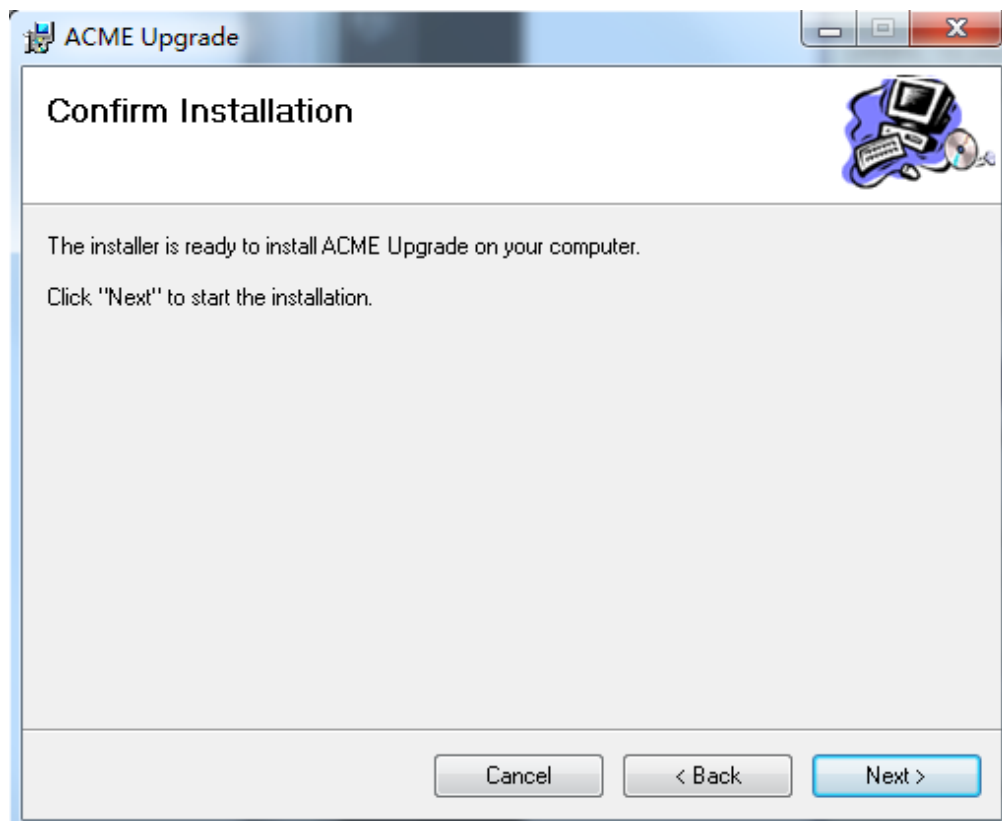 ACME Upgrade
Confirm Installation
The installer is ready to install ACME Upgrade on your computer.
Click "Next" to start the installation.
Cancel
< Back
Next >